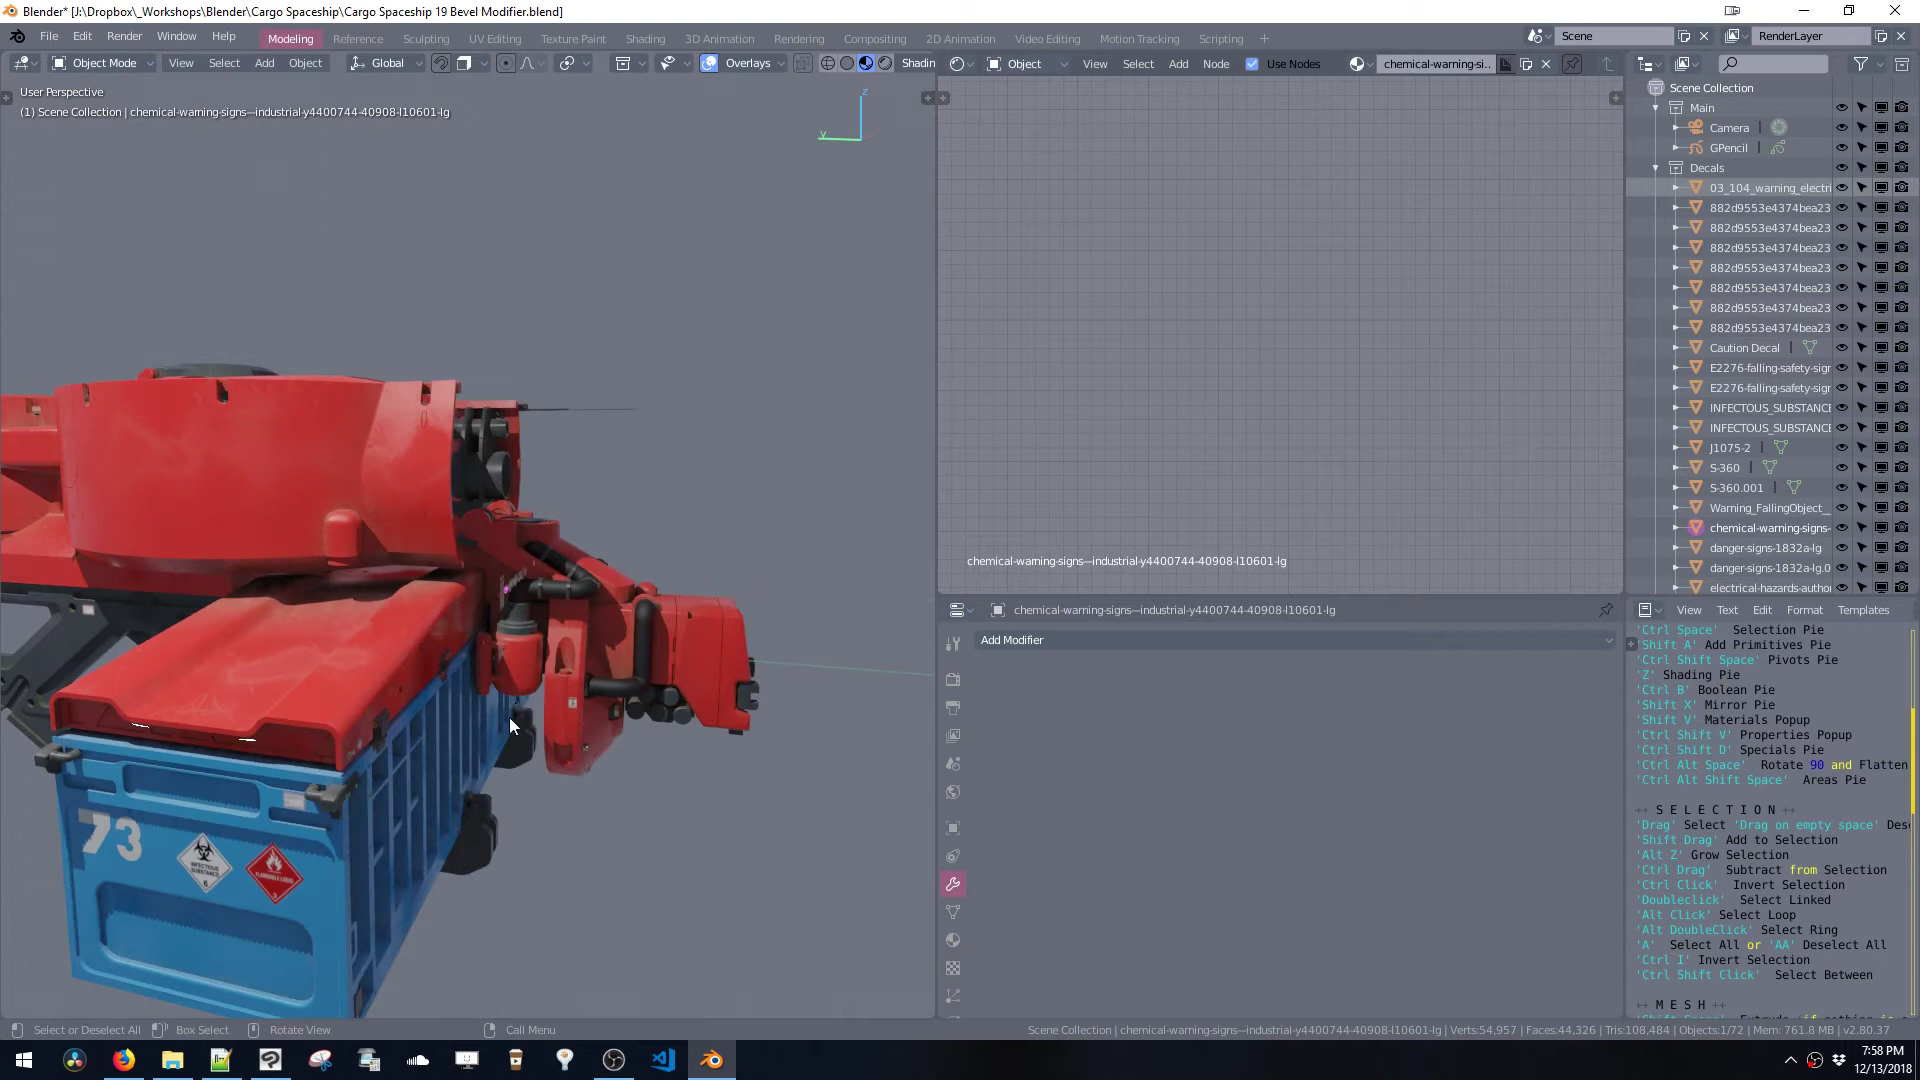 Blender* [J:\Dropbox\_Workshops\Blender\Cargo Spaceship\Cargo Spaceship 19 Bevel Modifier.blend]
File Edit Render Window Help Modeling Reference Sculpting UV Editing Texture Paint Shading 3D Animation Rendering Compositing 2D Animation Video Editing Motion Tracking Scripting Scene RenderLayer
Object Mode View Select Add Object Global Overlays Shadin
Object View Select Add Node Use Nodes chemical-warning-si..
User Perspective
(1) Scene Collection | chemical-warning-signs---industrial-y4400744-40908-l10601-lg
z
y
Scene Collection
Main
Camera
GPencil
Decals
03_104_warning_electri
882d9553e4374bea23
882d9553e4374bea23
882d9553e4374bea23
882d9553e4374bea23
882d9553e4374bea23
882d9553e4374bea23
882d9553e4374bea23
Caution Decal
E2276-falling-safety-sigr
E2276-falling-safety-sigr
INFECTOUS_SUBSTANCE
INFECTOUS_SUBSTANCE
J1075-2
S-360
S-360.001
Warning_FallingObject_
chemical-warning-signs-
danger-signs-1832a-lg
danger-signs-1832a-lg.0
electrical-hazards-author
chemical-warning-signs---industrial-y4400744-40908-l10601-lg
chemical-warning-signs---industrial-y4400744-40908-l10601-lg
Add Modifier
View Text Edit Format Templates
'Ctrl Space' Selection Pie
'Shift A' Add Primitives Pie
'Ctrl Shift Space' Pivots Pie
'Z' Shading Pie
'Ctrl B' Boolean Pie
'Shift X' Mirror Pie
'Shift V' Materials Popup
'Ctrl Shift V' Properties Popup
'Ctrl Shift D' Specials Pie
'Ctrl Alt Space' Rotate 90 and Flatten
'Ctrl Alt Shift Space' Areas Pie
++ S E L E C T I O N ++
'Drag' Select 'Drag on empty space' Des
'Shift Drag' Add to Selection
'Alt Z' Grow Selection
'Ctrl Drag' Subtract from Selection
'Ctrl Click' Invert Selection
'Doubleclick' Select Linked
'Alt Click' Select Loop
'Alt DoubleClick' Select Ring
'A' Select All or 'AA' Deselect All
'Ctrl I' Invert Selection
'Ctrl Shift Click' Select Between
++ M E S H ++
73
INFECTIOUS
SUBSTANCE
6
FLAMMABLE LIQUID
3
Select or Deselect All Box Select Rotate View Call Menu
Scene Collection | chemical-warning-signs---industrial-y4400744-40908-l10601-lg | Verts:54,957 | Faces:44,326 | Tris:108,484 | Objects:1/72 | Mem: 761.8 MB | v2.80.37
7:58 PM
12/13/2018